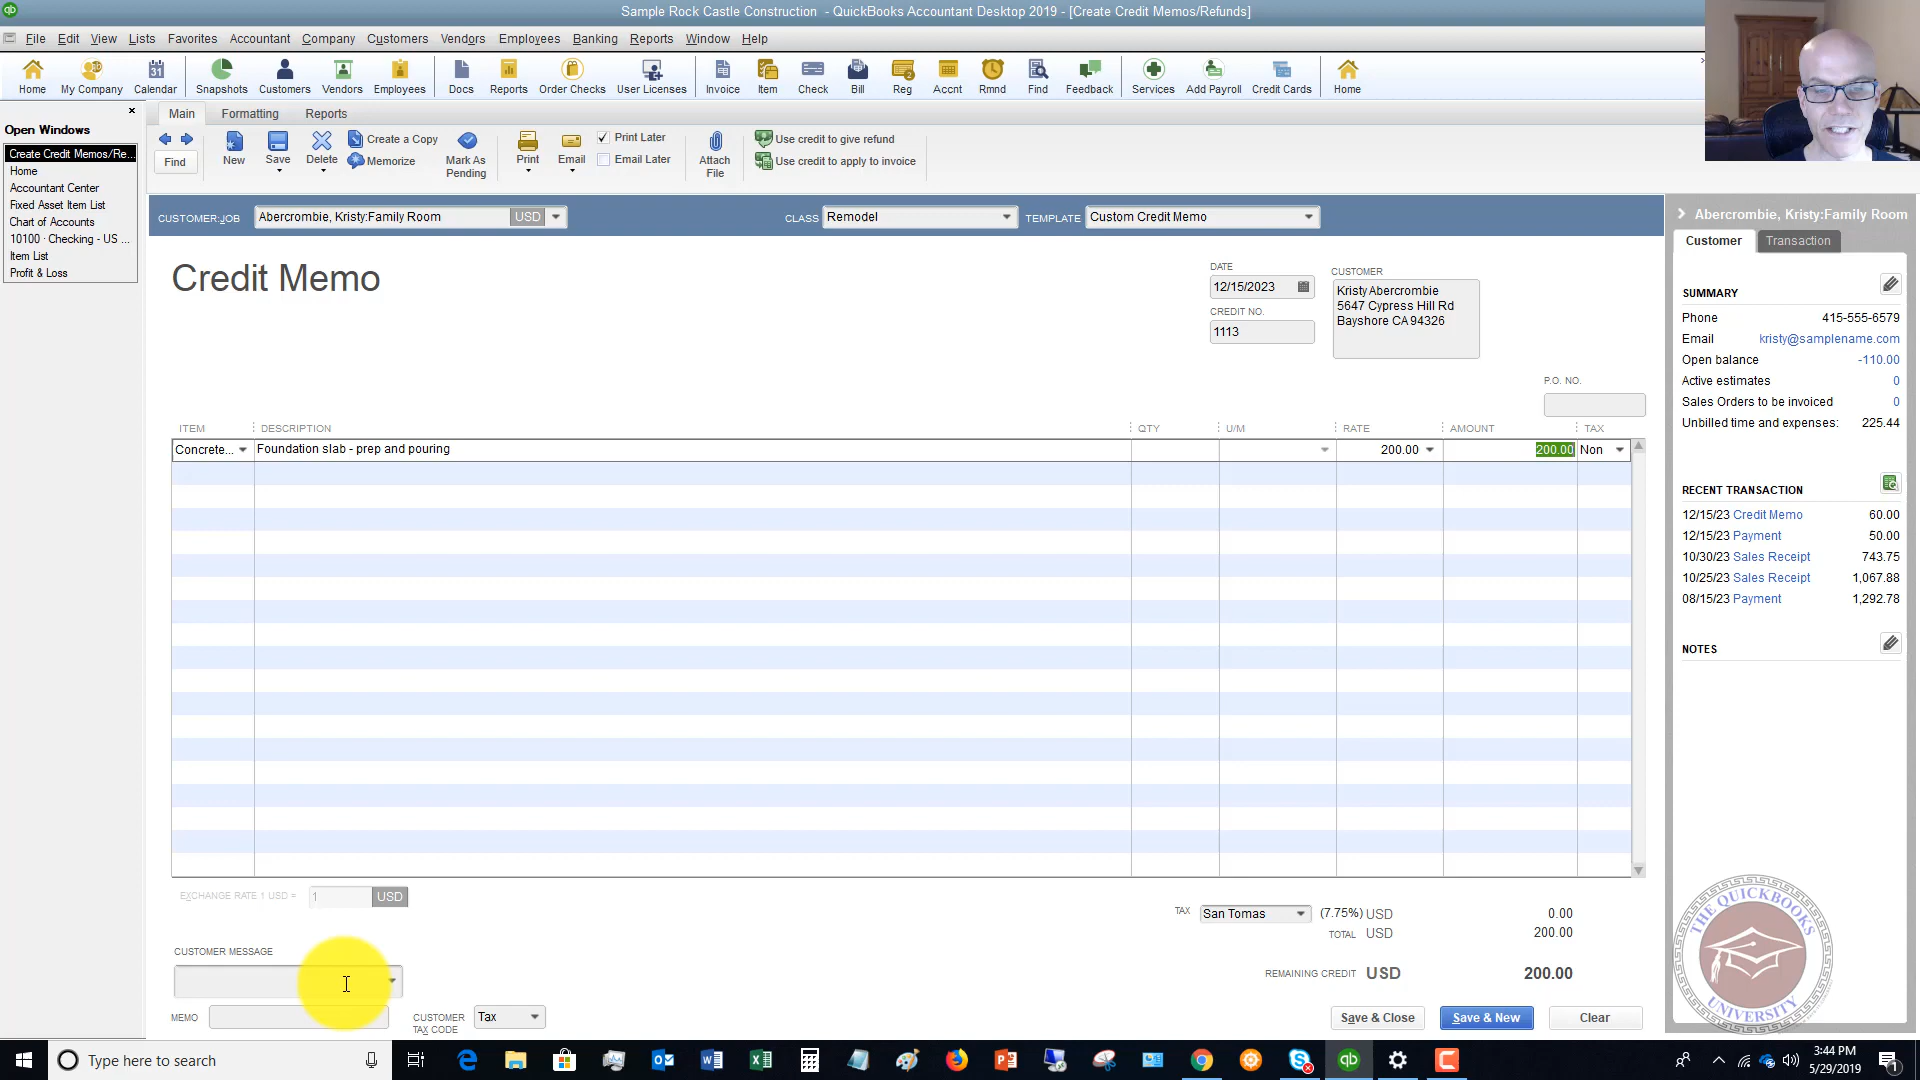 Sample Rock Castle Construction - QuickBooks Accountant Desktop 2019 - [Create Credit Memos/Refunds]
File Edit View Lists Favorites Accountant Company Customers Vendors Employees Banking Reports Window Help
Home My Company Calendar Snapshots Customers Vendors Employees Docs Reports Order Checks User Licenses Invoice Item Check Bill Reg Accnt Rmnd Find Feedback Services Add Payroll Credit Cards Home
Open Windows
Create Credit Memos/Re...
Home
Accountant Center
Fixed Asset Item List
Chart of Accounts
10100 · Checking - US ...
Item List
Profit & Loss
Main Formatting Reports
Find New Save Delete Create a Copy Memorize Mark As Pending Print Email Print Later Email Later Attach File Use credit to give refund Use credit to apply to invoice
CUSTOMER:JOB Abercrombie, Kristy:Family Room USD CLASS Remodel TEMPLATE Custom Credit Memo
Credit Memo
DATE
12/15/2023
CREDIT NO.
1113
CUSTOMER
Kristy Abercrombie
5647 Cypress Hill Rd
Bayshore CA 94326
P.O. NO.
ITEM DESCRIPTION QTY U/M RATE AMOUNT TAX
Concrete... Foundation slab - prep and pouring 200.00 200.00 Non
EXCHANGE RATE 1 USD = 1 USD
TAX San Tomas (7.75%) USD 0.00
TOTAL USD 200.00
CUSTOMER MESSAGE
REMAINING CREDIT USD 200.00
MEMO CUSTOMER TAX CODE Tax
Save & Close Save & New Clear
Abercrombie, Kristy:Family Room
Customer Transaction
SUMMARY
Phone 415-555-6579
Email kristy@samplename.com
Open balance -110.00
Active estimates 0
Sales Orders to be invoiced 0
Unbilled time and expenses: 225.44
RECENT TRANSACTION
12/15/23 Credit Memo 60.00
12/15/23 Payment 50.00
10/30/23 Sales Receipt 743.75
10/25/23 Sales Receipt 1,067.88
08/15/23 Payment 1,292.78
NOTES
THE QUICKBOOKS UNIVERSITY
Type here to search
3:44 PM
5/29/2019